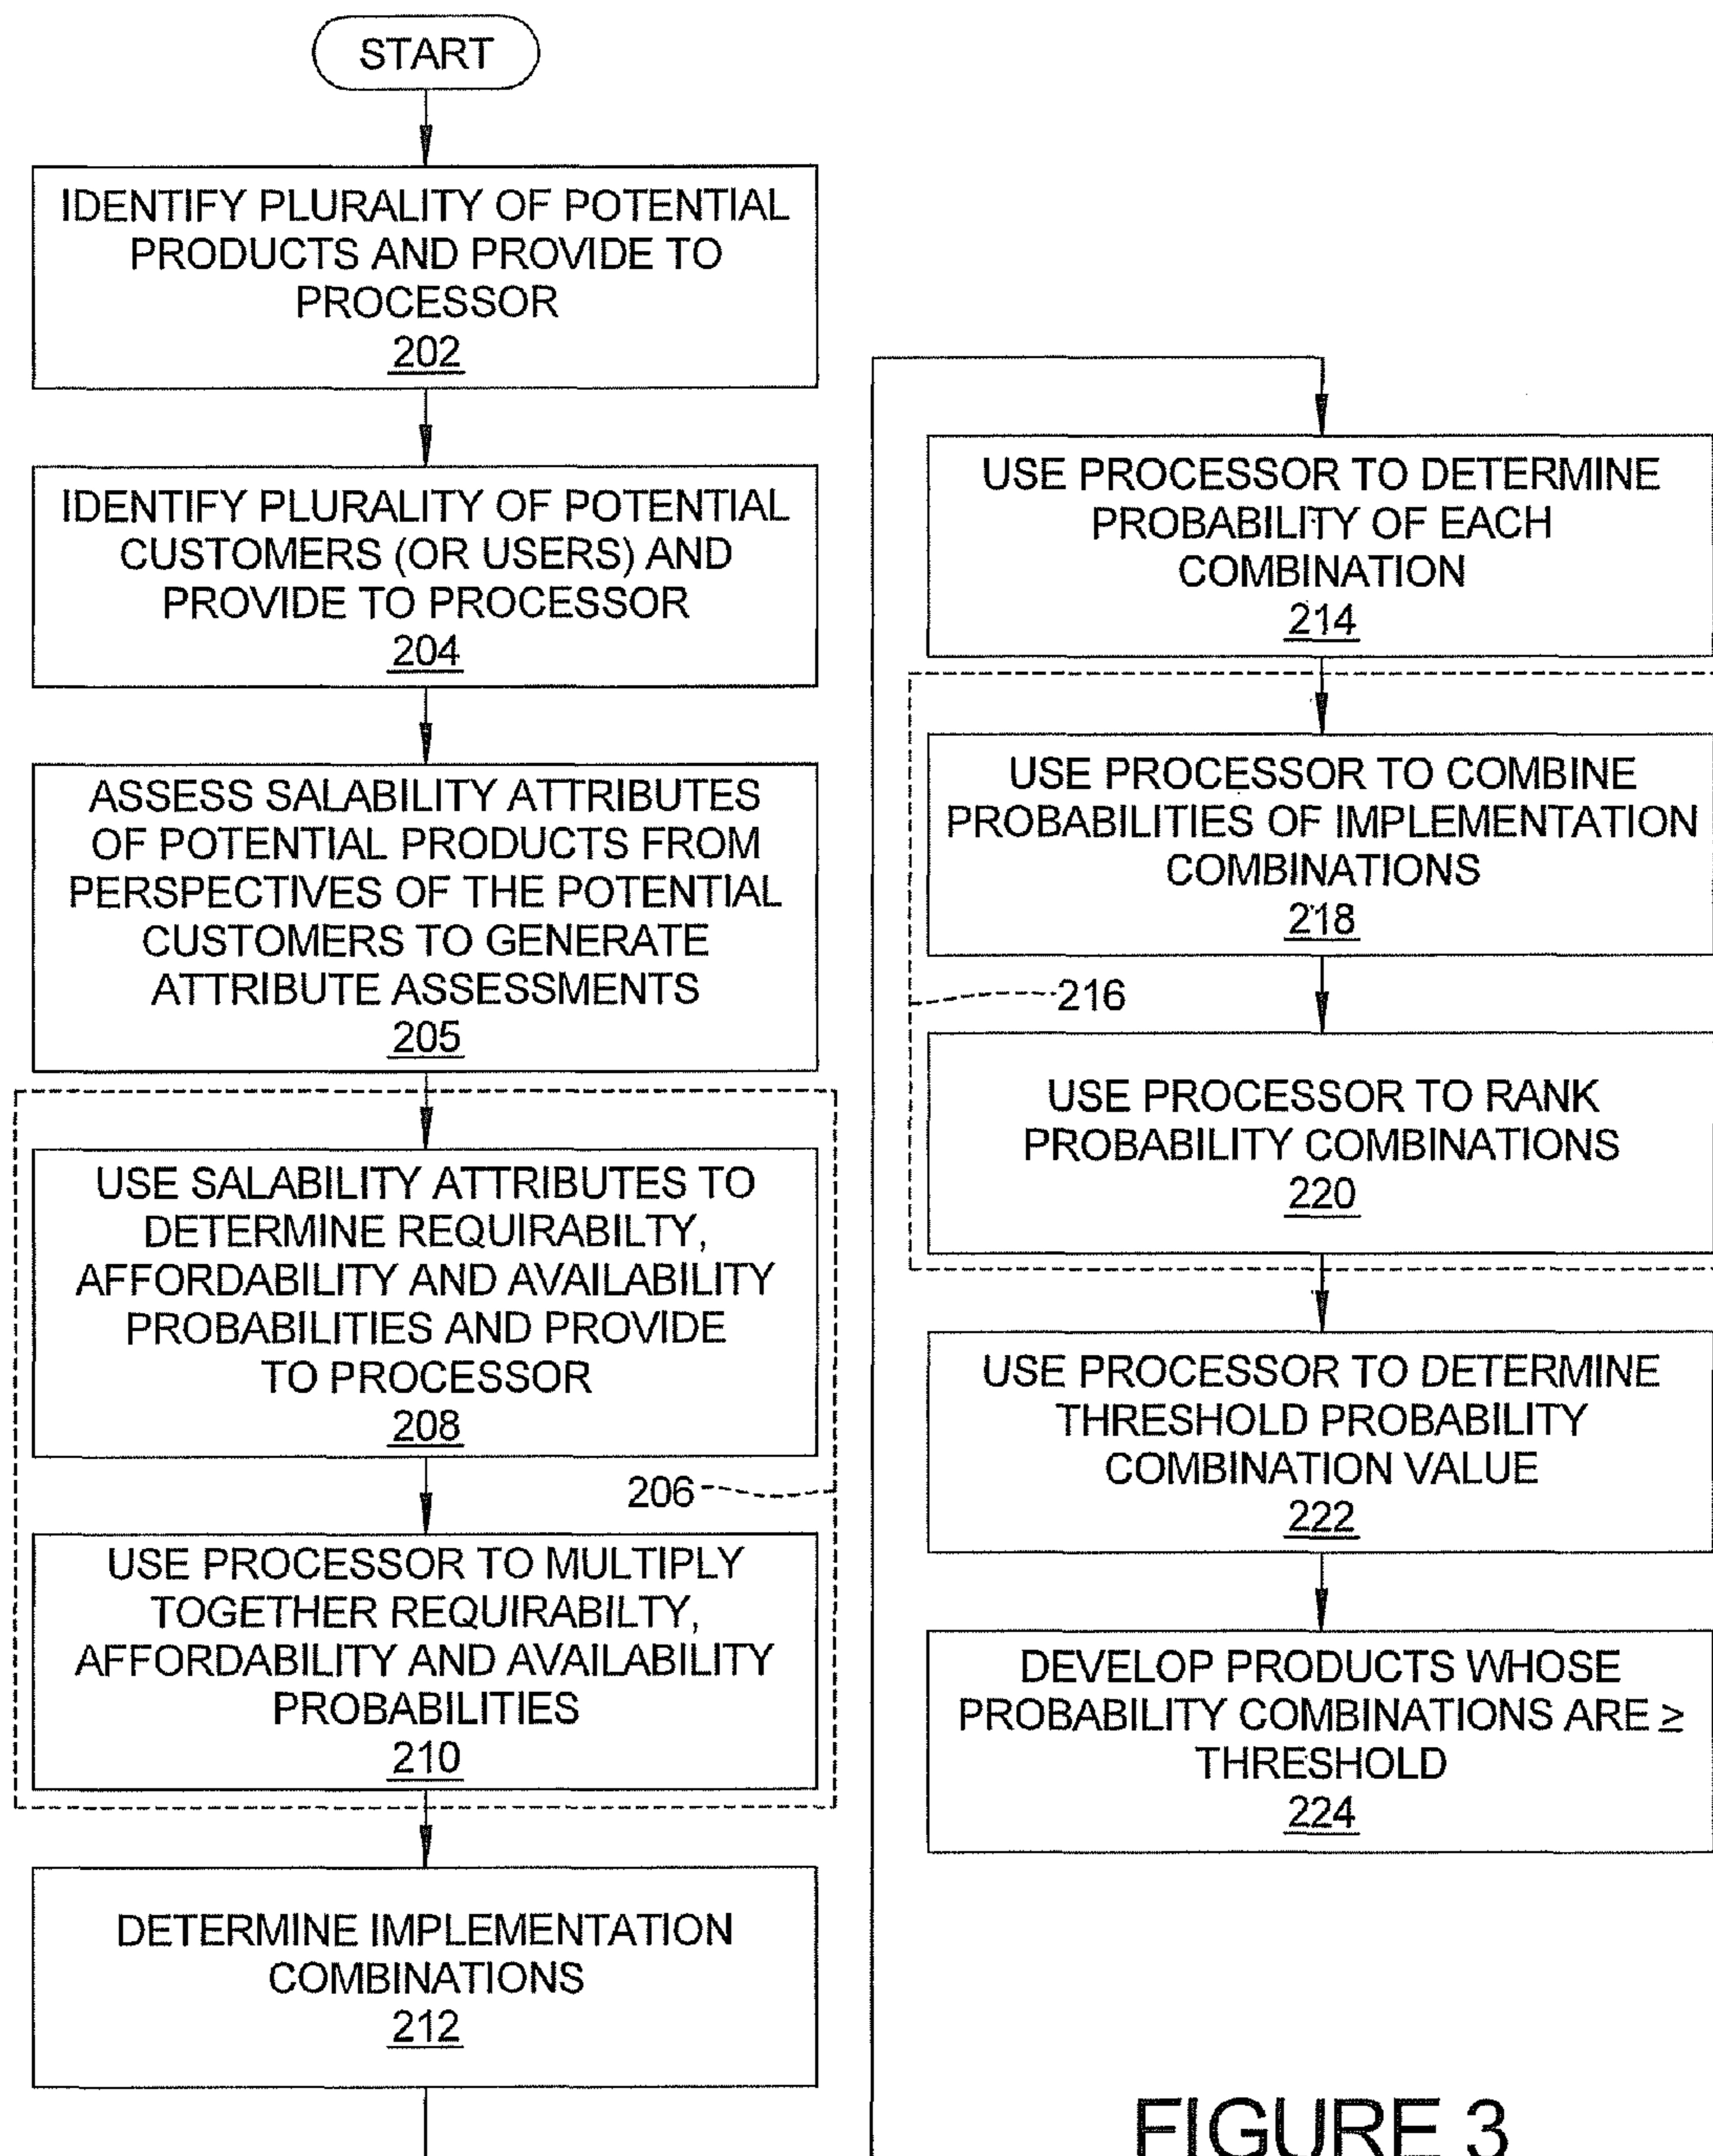 START
IDENTIFY PLURALITY OF POTENTIAL
PRODUCTS AND PROVIDE TO
PROCESSOR
202
IDENTIFY PLURALITY OF POTENTIAL
CUSTOMERS (OR USERS) AND
PROVIDE TO PROCESSOR
204
ASSESS SALABILITY ATTRIBUTES
OF POTENTIAL PRODUCTS FROM
PERSPECTIVES OF THE POTENTIAL
CUSTOMERS TO GENERATE
ATTRIBUTE ASSESSMENTS
205
USE SALABILITY ATTRIBUTES TO
DETERMINE REQUIRABILTY,
AFFORDABILITY AND AVAILABILITY
PROBABILITIES AND PROVIDE
TO PROCESSOR
208
206
USE PROCESSOR TO MULTIPLY
TOGETHER REQUIRABILTY,
AFFORDABILITY AND AVAILABILITY
PROBABILITIES
210
DETERMINE IMPLEMENTATION
COMBINATIONS
212
USE PROCESSOR TO DETERMINE
PROBABILITY OF EACH
COMBINATION
214
USE PROCESSOR TO COMBINE
PROBABILITIES OF IMPLEMENTATION
COMBINATIONS
218
216
USE PROCESSOR TO RANK
PROBABILITY COMBINATIONS
220
USE PROCESSOR TO DETERMINE
THRESHOLD PROBABILITY
COMBINATION VALUE
222
DEVELOP PRODUCTS WHOSE
PROBABILITY COMBINATIONS ARE ≥
THRESHOLD
224
FIGURE 3